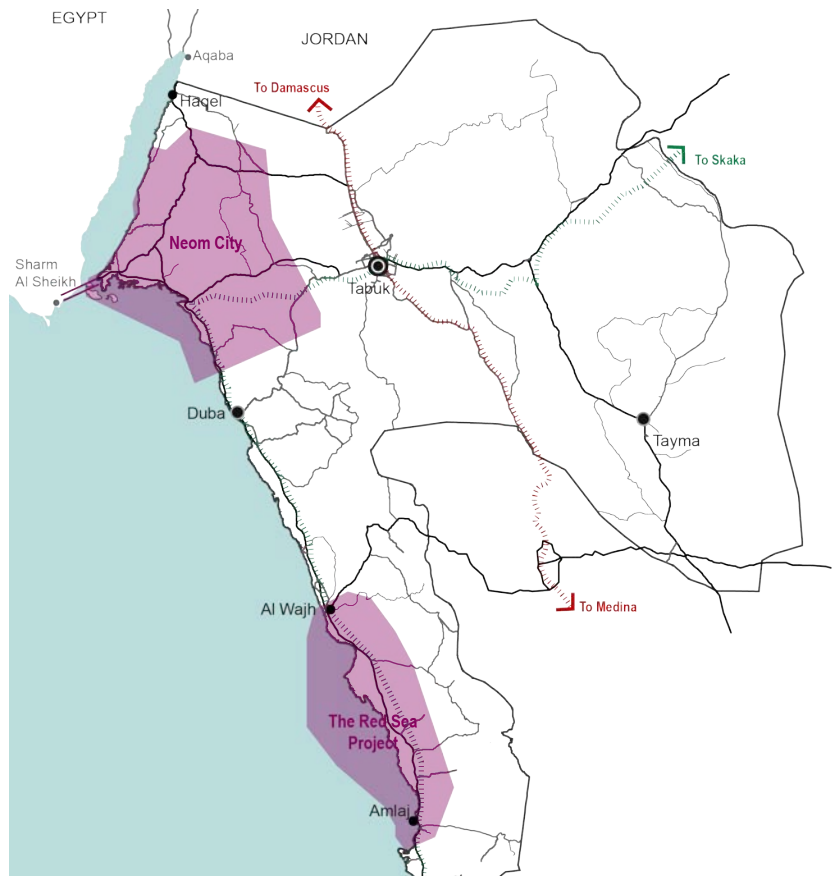 EGYPT
JORDAN
Aqaba
To Damascus
Haqel
To Skaka
Neom City
Sharm
Al Sheikh
Tabuk
Duba
Tayma
Al Wajh
To Medina
The Red Sea
Project
Amlaj